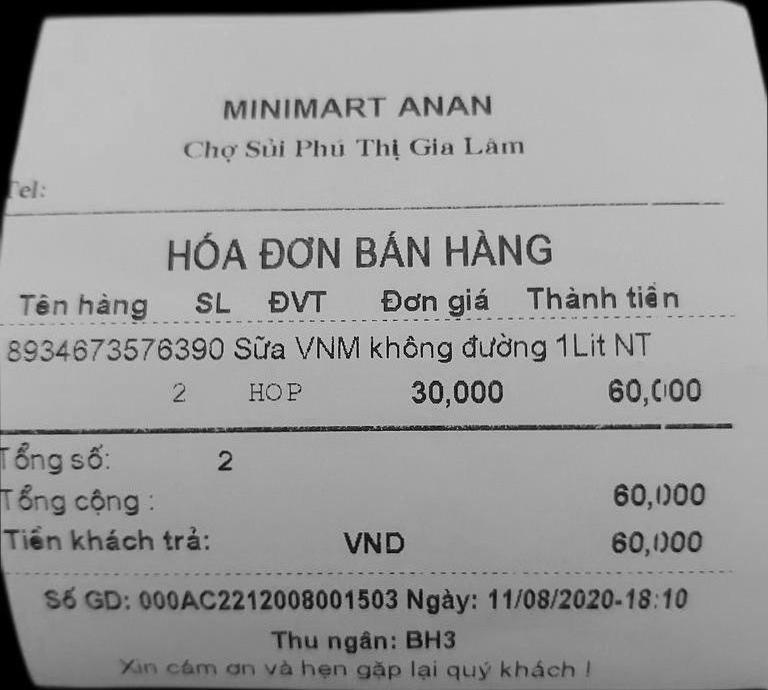 MINIMART ANAN
Chợ Sủi Phú Thị Gia Lâm
Tel:
HÓA ĐƠN BÁN HÀNG
Tên hàng SL ĐVT Đơn giá Thành tiền
8934673576390 Sữa VNM không đường 1Lit NT
2 HOP 30,000 60,000
Tổng số: 2
Tổng cộng : 60,000
Tiền khách trả: VND 60,000
Số GD: 000AC2212008001503 Ngày: 11/08/2020-18:10
Thu ngân: BH3
Xin cám ơn và hẹn gặp lại quý khách !